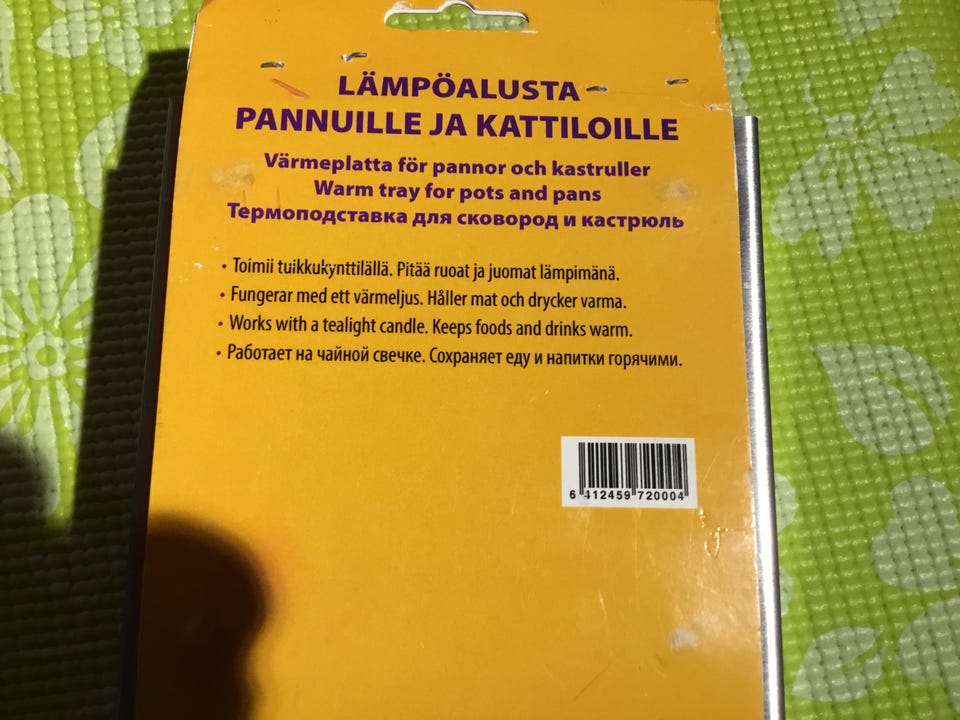 LÄMPÖALUSTA
PANNUILLE JA KATTILOILLE
Värmeplatta för pannor och kastruller
Warm tray for pots and pans
Термоподставка для сковород и кастрюль
• Toimii tuikkukynttilällä. Pitää ruoat ja juomat lämpimänä.
• Fungerar med ett värmeljus. Håller mat och drycker varma.
• Works with a tealight candle. Keeps foods and drinks warm.
• Работает на чайной свечке. Сохраняет еду и напитки горячими.
6 412459 720004